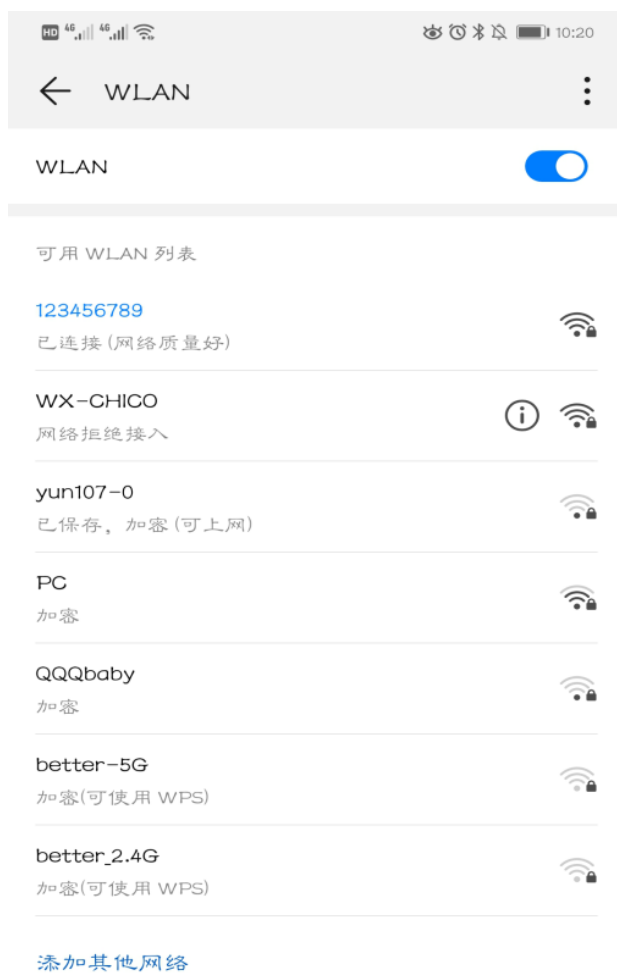 HD 4G 4G 10:20
WLAN
WLAN
可用 WLAN 列表
123456789
已连接 (网络质量好)
WX-CHICO
网络拒绝接入
yun107-0
已保存，加密 (可上网)
PC
加密
QQQbaby
加密
better-5G
加密(可使用 WPS)
better_2.4G
加密(可使用 WPS)
添加其他网络